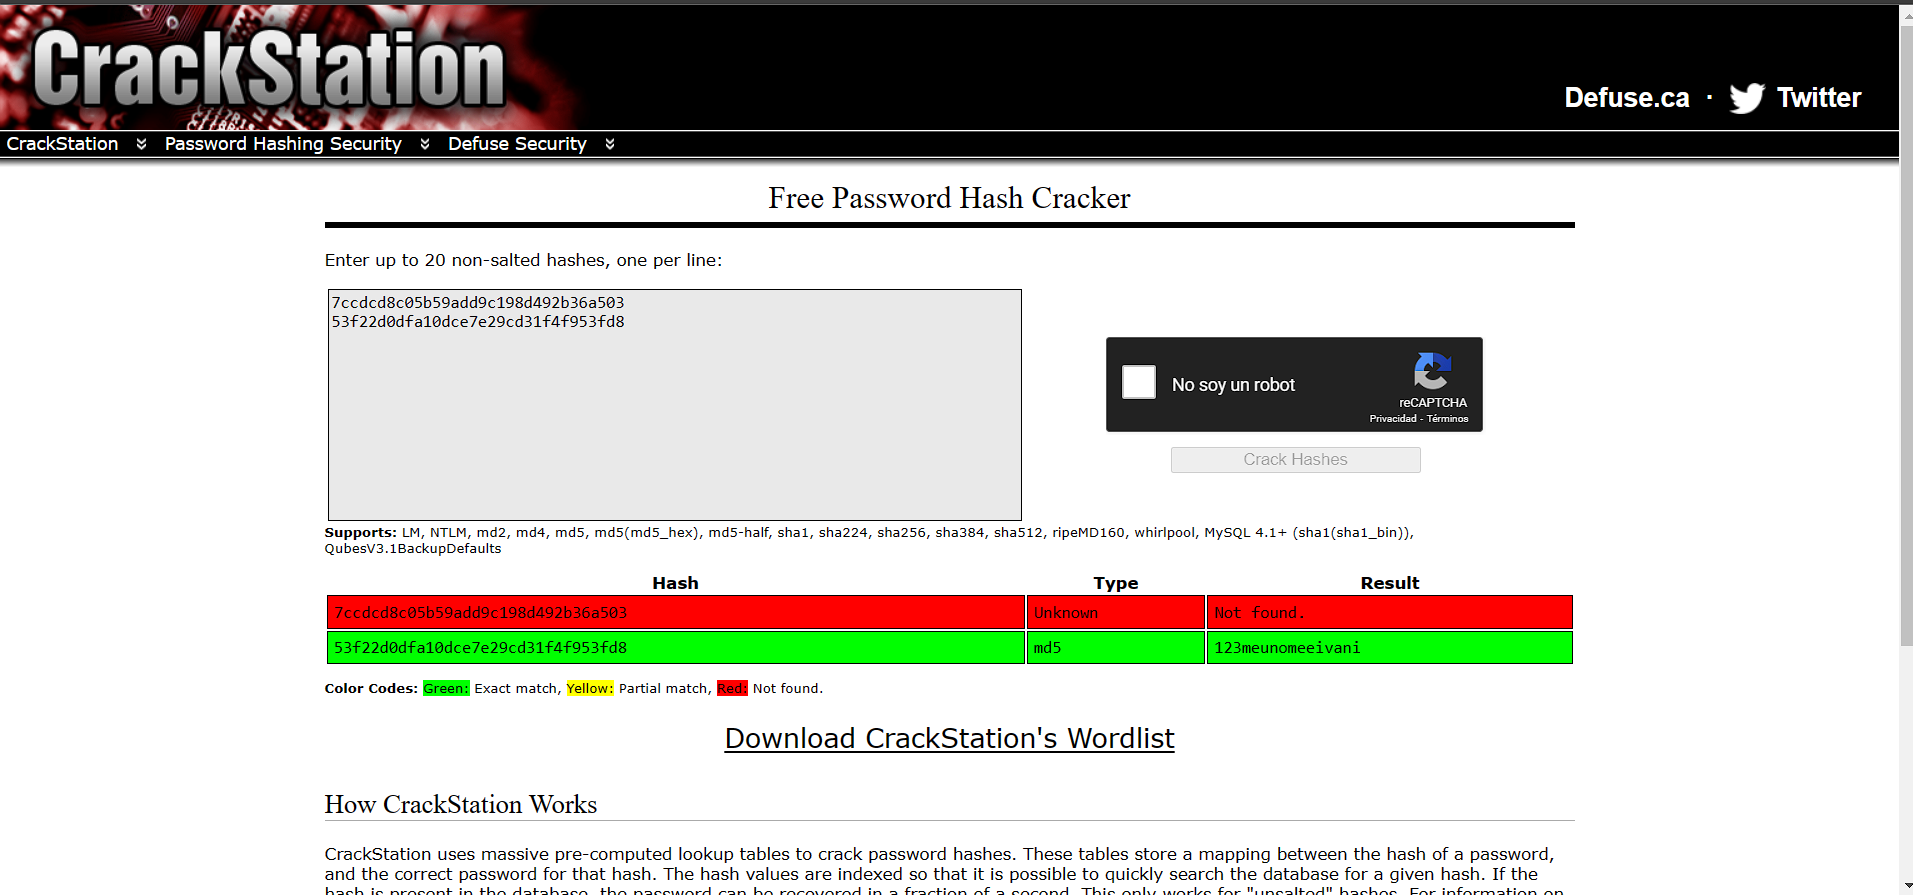 CrackStation
Defuse.ca · Twitter
CrackStation Password Hashing Security Defuse Security
Free Password Hash Cracker
Enter up to 20 non-salted hashes, one per line:
7ccdcd8c05b59add9c198d492b36a503
53f22d0dfa10dce7e29cd31f4f953fd8
No soy un robot
reCAPTCHA
Privacidad - Términos
Crack Hashes
Supports: LM, NTLM, md2, md4, md5, md5(md5_hex), md5-half, sha1, sha224, sha256, sha384, sha512, ripeMD160, whirlpool, MySQL 4.1+ (sha1(sha1_bin)),
QubesV3.1BackupDefaults
Hash Type Result
7ccdcd8c05b59add9c198d492b36a503 Unknown Not found.
53f22d0dfa10dce7e29cd31f4f953fd8 md5 123meunomeeivani
Color Codes: Green: Exact match, Yellow: Partial match, Red: Not found.
Download CrackStation's Wordlist
How CrackStation Works
CrackStation uses massive pre-computed lookup tables to crack password hashes. These tables store a mapping between the hash of a password,
and the correct password for that hash. The hash values are indexed so that it is possible to quickly search the database for a given hash. If the
hash is present in the database, the password can be recovered in a fraction of a second. This only works for "unsalted" hashes. For information on